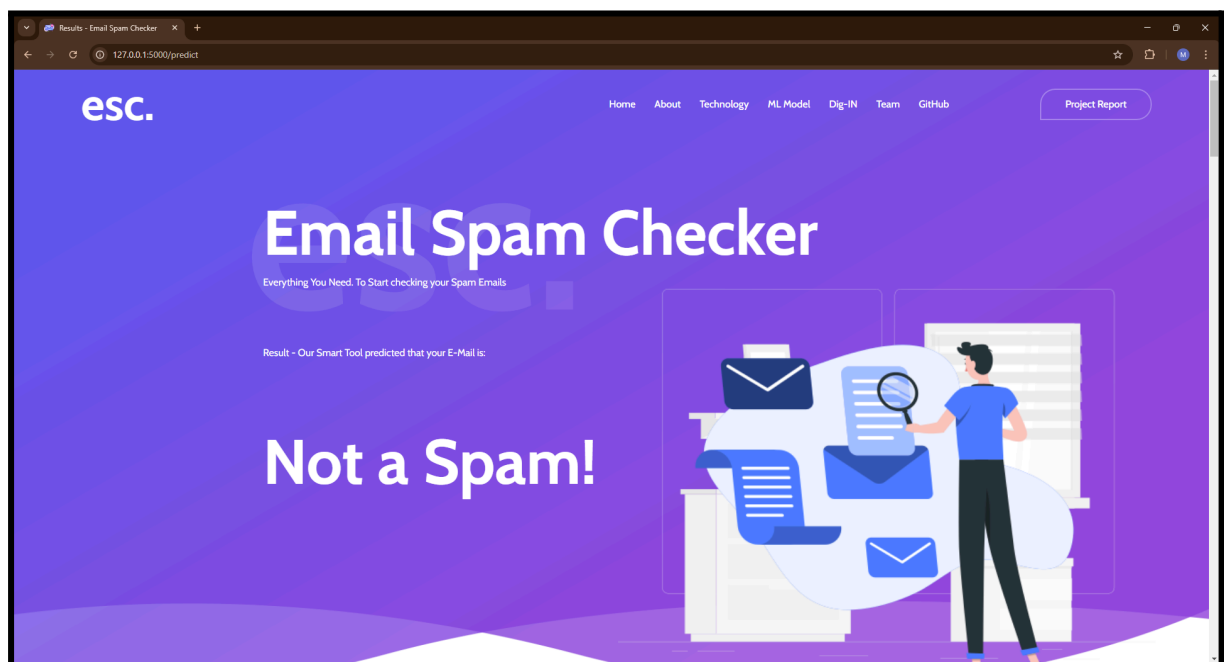 Results - Email Spam Checker
127.0.0.1:5000/predict
M
esc.
Home About Technology ML Model Dig-IN Team GitHub Project Report
esc.
Email Spam Checker
Everything You Need. To Start checking your Spam Emails
Result - Our Smart Tool predicted that your E-Mail is:
Not a Spam!